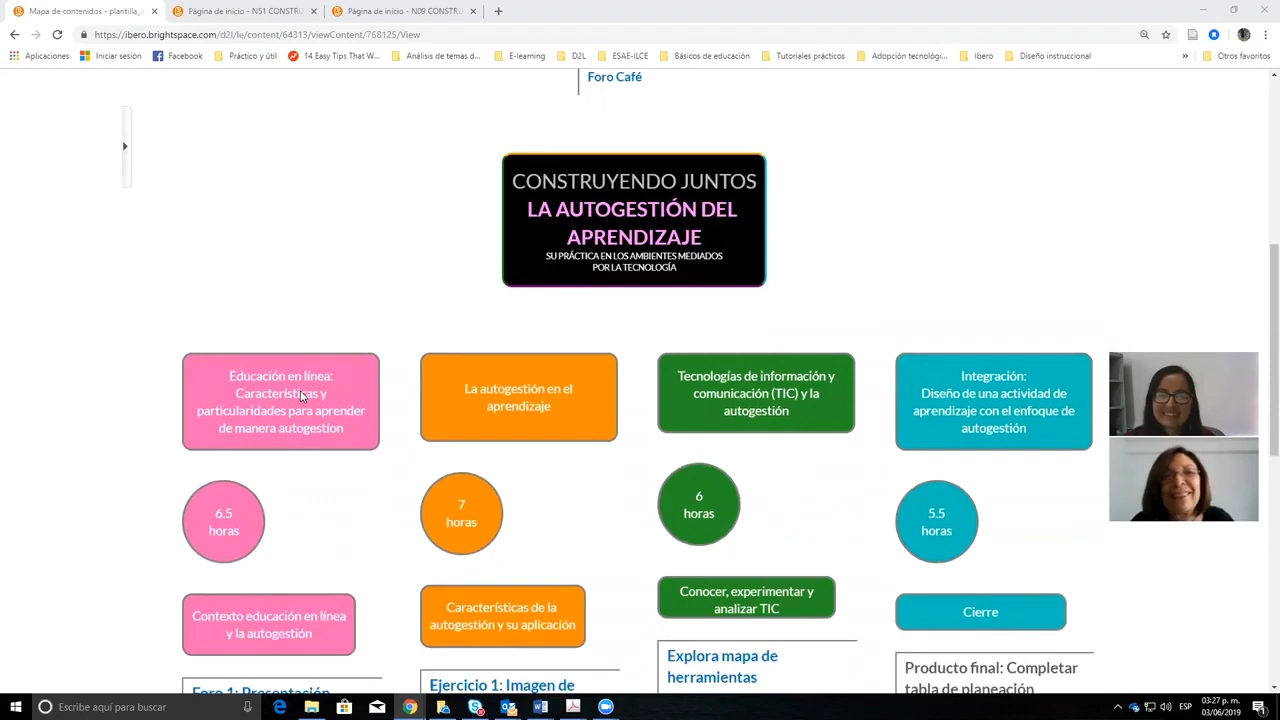 Mapa de contenidos - plantilla_a
Página de inicio - N51 CONSTRU
Página de inicio - N09 CONSTRU
https://ibero.brightspace.com/d2l/le/content/64313/viewContent/768125/View
Aplicaciones
Iniciar sesión
Facebook
Práctico y útil
14 Easy Tips That W...
Análisis de temas d...
E-learning
D2L
ESAE-ILCE
Básicos de educación
Tutoriales prácticos
Adopción tecnológi...
Ibero
Diseño instruccional
»
Otros favoritos
Foro Café
CONSTRUYENDO JUNTOS
LA AUTOGESTIÓN DEL
APRENDIZAJE
SU PRÁCTICA EN LOS AMBIENTES MEDIADOS
POR LA TECNOLOGÍA
Educación en línea:
Características y
particularidades para aprender
de manera autogestion
6.5
horas
Contexto educación en línea
y la autogestión
Foro 1: Presentación
La autogestión en el
aprendizaje
7
horas
Características de la
autogestión y su aplicación
Ejercicio 1: Imagen de
Tecnologías de información y
comunicación (TIC) y la
autogestión
6
horas
Conocer, experimentar y
analizar TIC
Explora mapa de
herramientas
Integración:
Diseño de una actividad de
aprendizaje con el enfoque de
autogestión
5.5
horas
Cierre
Producto final: Completar
tabla de planeación
Escribe aquí para buscar
ESP
03:27 p. m.
03/06/2019